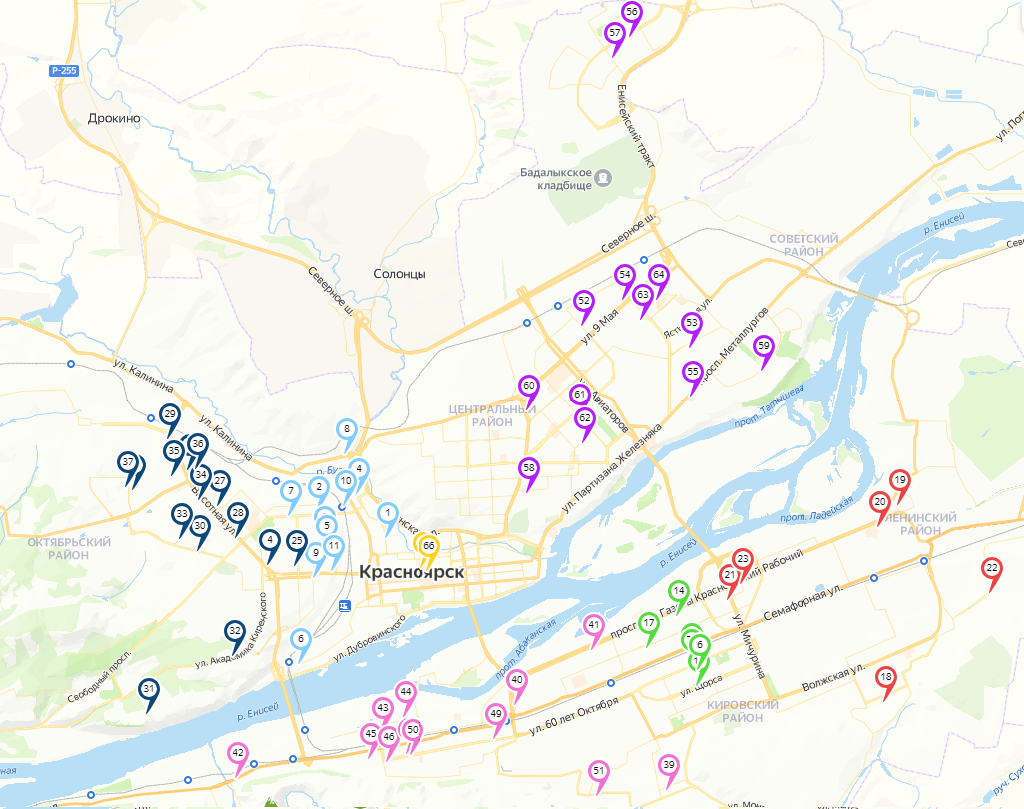 56
57
Р-255
Дрокино
Енисейский тракт
ул. Пог
Бадалыкское
кладбище
Северное ш.
р. Енисей
СОВЕТСКИЙ
РАЙОН
Север
Солонцы
Северное ш.
54
64
52
63
53
ул. 9 Мая
просп. Металлургов
59
ул. Калинина
55
60
61
ул. Авиаторов
62
ЦЕНТРАЛЬНЫЙ
РАЙОН
прот. Татышева
29
ул. Калинина
8
36
35
37
34
27
4
10
58
ул. Партизана Железняка
19
20
7
2
33
30
28
Высотная ул.
5
1
прот. Ладейская
ЛЕНИНСКИЙ
РАЙОН
ОКТЯБРЬСКИЙ
РАЙОН
4
25
9
11
66
р. Енисей
23
21
22
Красноярск
14
просп. Газеты Красноярский Рабочий
Семафорная ул.
17
41
6
32
6
ул. Академика Киренского
ул. Дубровинского
прот. Абаканская
ул. Мичурина
Свободный просп.
31
ул. Щорса
Волжская ул.
18
р. Енисей
44
40
43
49
ул. 60 лет Октября
КИРОВСКИЙ
РАЙОН
45
46
50
42
51
39
руч. Сух